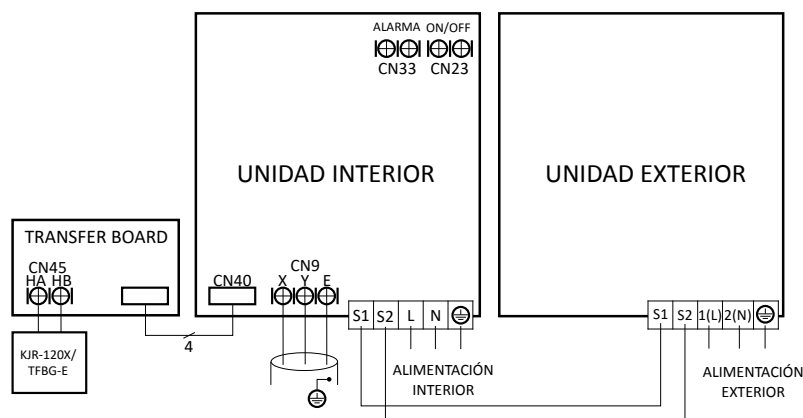 ALARMA ON/OFF
CN33 CN23
UNIDAD INTERIOR
UNIDAD EXTERIOR
TRANSFER BOARD
CN45
HA HB
CN40
CN9
X Y E
S1 S2 L N
S1 S2 1(L) 2(N)
4
KJR-120X/
TFBG-E
ALIMENTACIÓN
INTERIOR
ALIMENTACIÓN
EXTERIOR